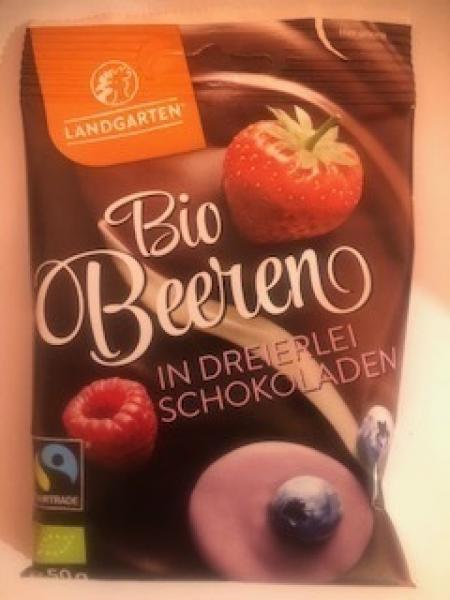 LANDGARTEN
Bio
Beeren
IN DREIERLEI
SCHOKOLADEN
FAIRTRADE
50 g